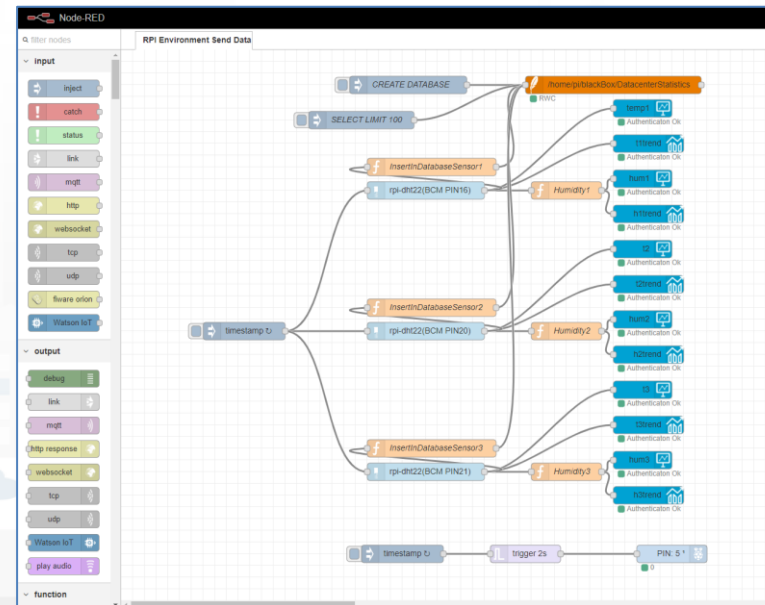 Node-RED
filter nodes
RPI Environment Send Data
input
inject
catch
status
link
mqtt
http
websocket
tcp
udp
fiware orion
Watson IoT
output
debug
link
mqtt
http response
websocket
tcp
udp
Watson IoT
play audio
function
CREATE DATABASE
/home/pi/blackBox/DatacenterStatistics
RWC
SELECT LIMIT 100
temp1
Authenticaton Ok
t1trend
Authenticaton Ok
InsertInDatabaseSensor1
rpi-dht22(BCM PIN16)
Humidity1
hum1
Authenticaton Ok
h1trend
Authenticaton Ok
t2
Authenticaton Ok
t2trend
Authenticaton Ok
timestamp ↻
InsertInDatabaseSensor2
rpi-dht22(BCM PIN20)
Humidity2
hum2
Authenticaton Ok
h2trend
Authenticaton Ok
t3
Authenticaton Ok
t3trend
Authenticaton Ok
InsertInDatabaseSensor3
rpi-dht22(BCM PIN21)
Humidity3
hum3
Authenticaton Ok
h3trend
Authenticaton Ok
timestamp ↻
trigger 2s
PIN: 5
0